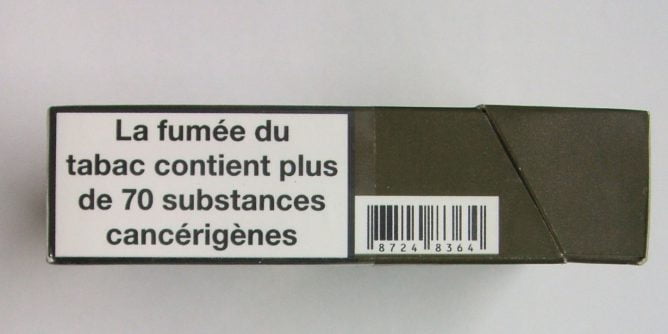 La fumée du
tabac contient plus
de 70 substances
cancérigènes
8724 8364